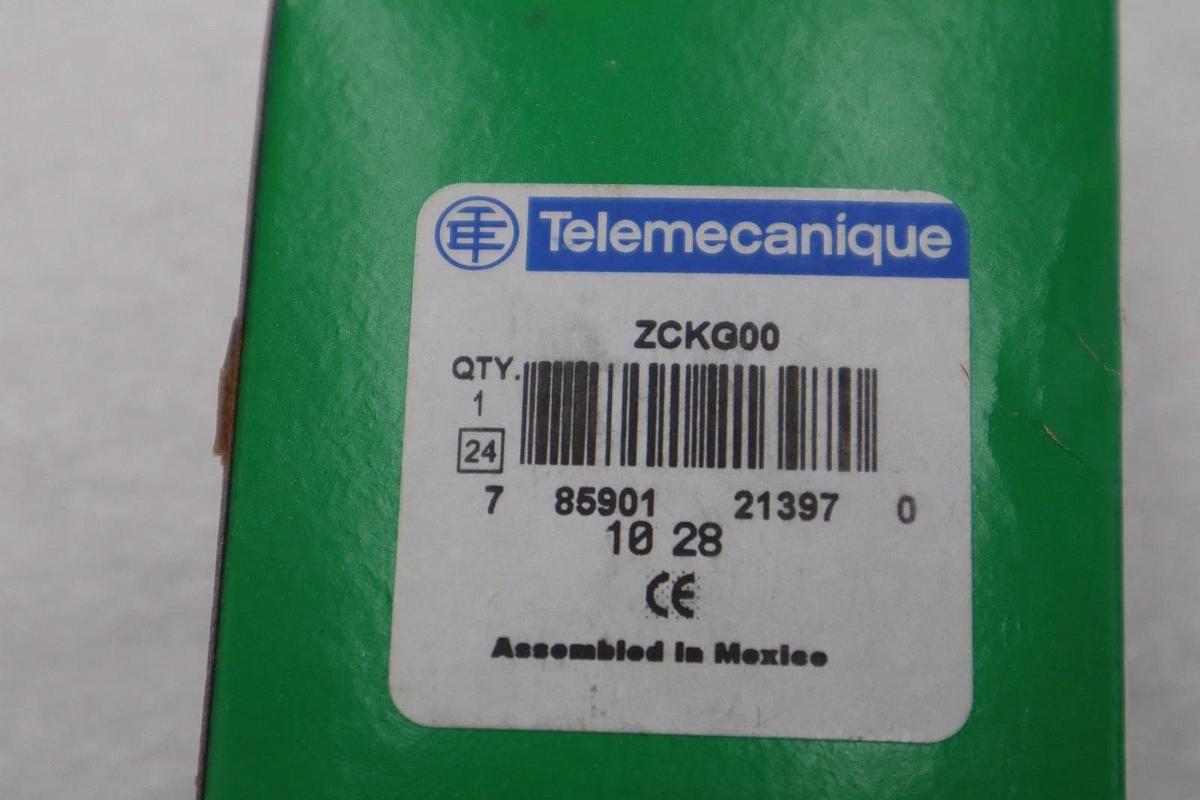 Telemecanique
ZCKG00
QTY.
1
24
7 85901 21397 0
10 28
CE
Assembled in Mexico